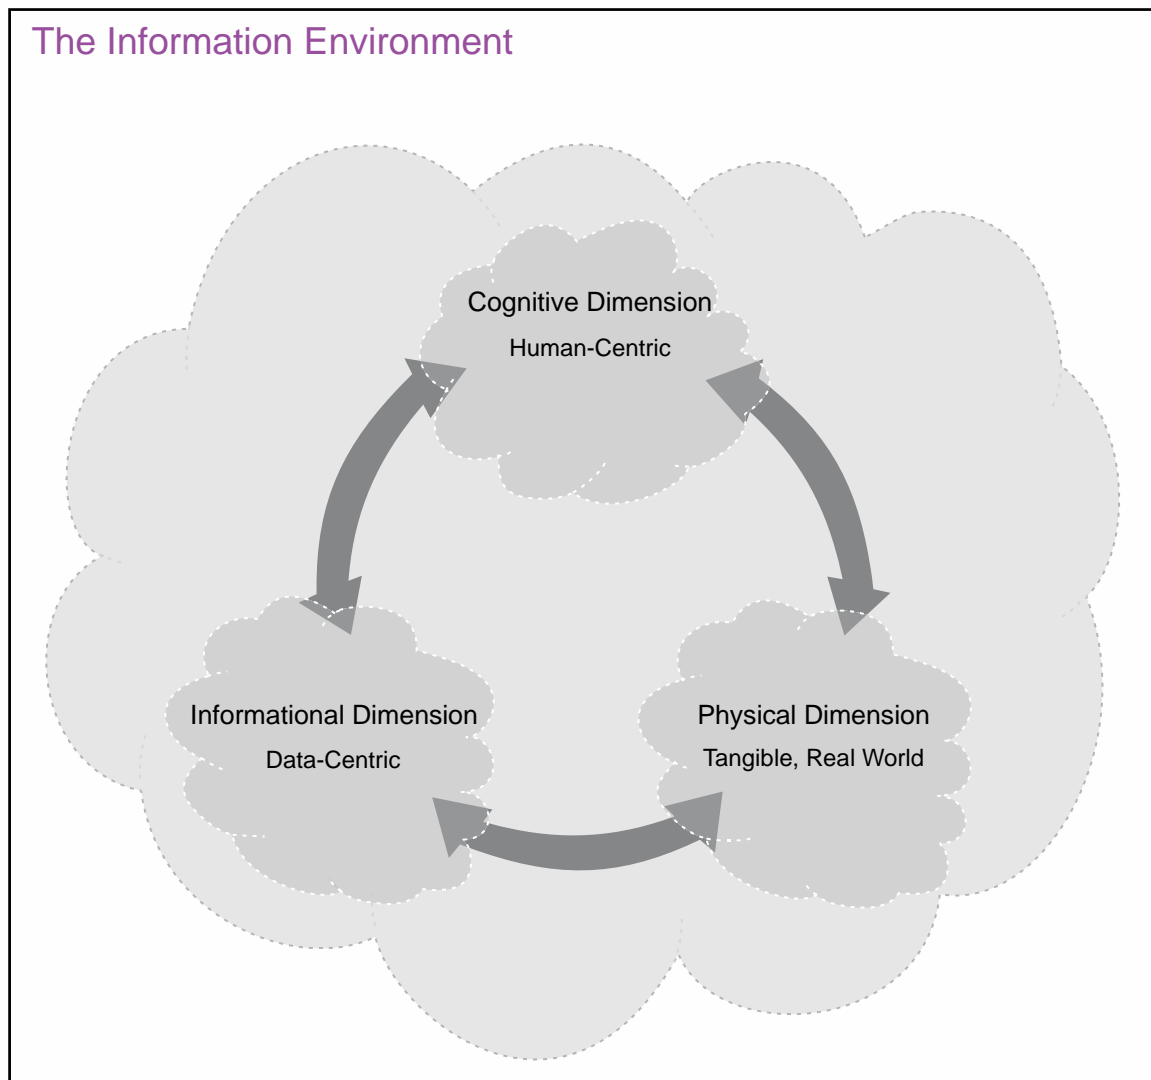 The Information Environment
Cognitive Dimension
Human-Centric
Informational Dimension
Data-Centric
Physical Dimension
Tangible, Real World